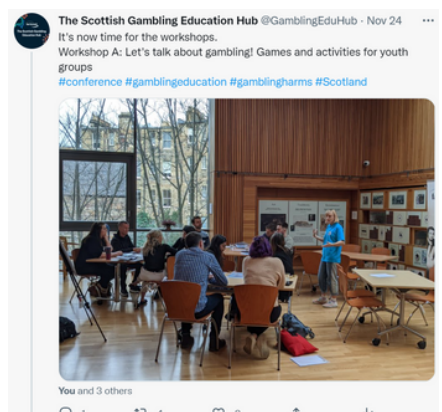 The Scottish Gambling Education Hub @GamblingEduHub · Nov 24 ...
It's now time for the workshops.
Workshop A: Let's talk about gambling! Games and activities for youth
groups
#conference #gamblingeducation #gamblingharms #Scotland
You and 3 others